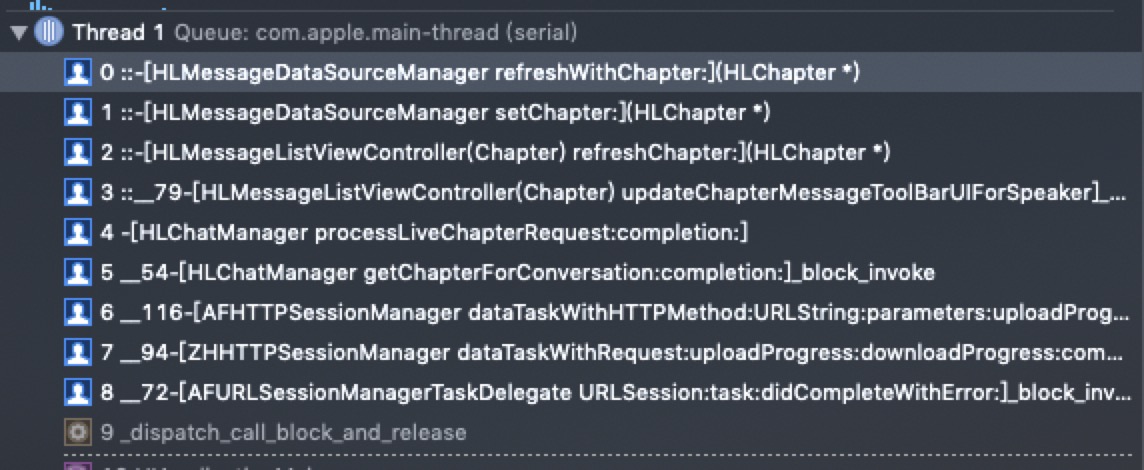 Thread 1 Queue: com.apple.main-thread (serial)
0 ::-[HLMessageDataSourceManager refreshWithChapter:](HLChapter *)
1 ::-[HLMessageDataSourceManager setChapter:](HLChapter *)
2 ::-[HLMessageListViewController(Chapter) refreshChapter:](HLChapter *)
3 ::__79-[HLMessageListViewController(Chapter) updateChapterMessageToolBarUIForSpeaker]_...
4 -[HLChatManager processLiveChapterRequest:completion:]
5 __54-[HLChatManager getChapterForConversation:completion:]_block_invoke
6 __116-[AFHTTPSessionManager dataTaskWithHTTPMethod:URLString:parameters:uploadProg...
7 __94-[ZHHTTPSessionManager dataTaskWithRequest:uploadProgress:downloadProgress:com...
8 __72-[AFURLSessionManagerTaskDelegate URLSession:task:didCompleteWithError:]_block_inv...
9 _dispatch_call_block_and_release